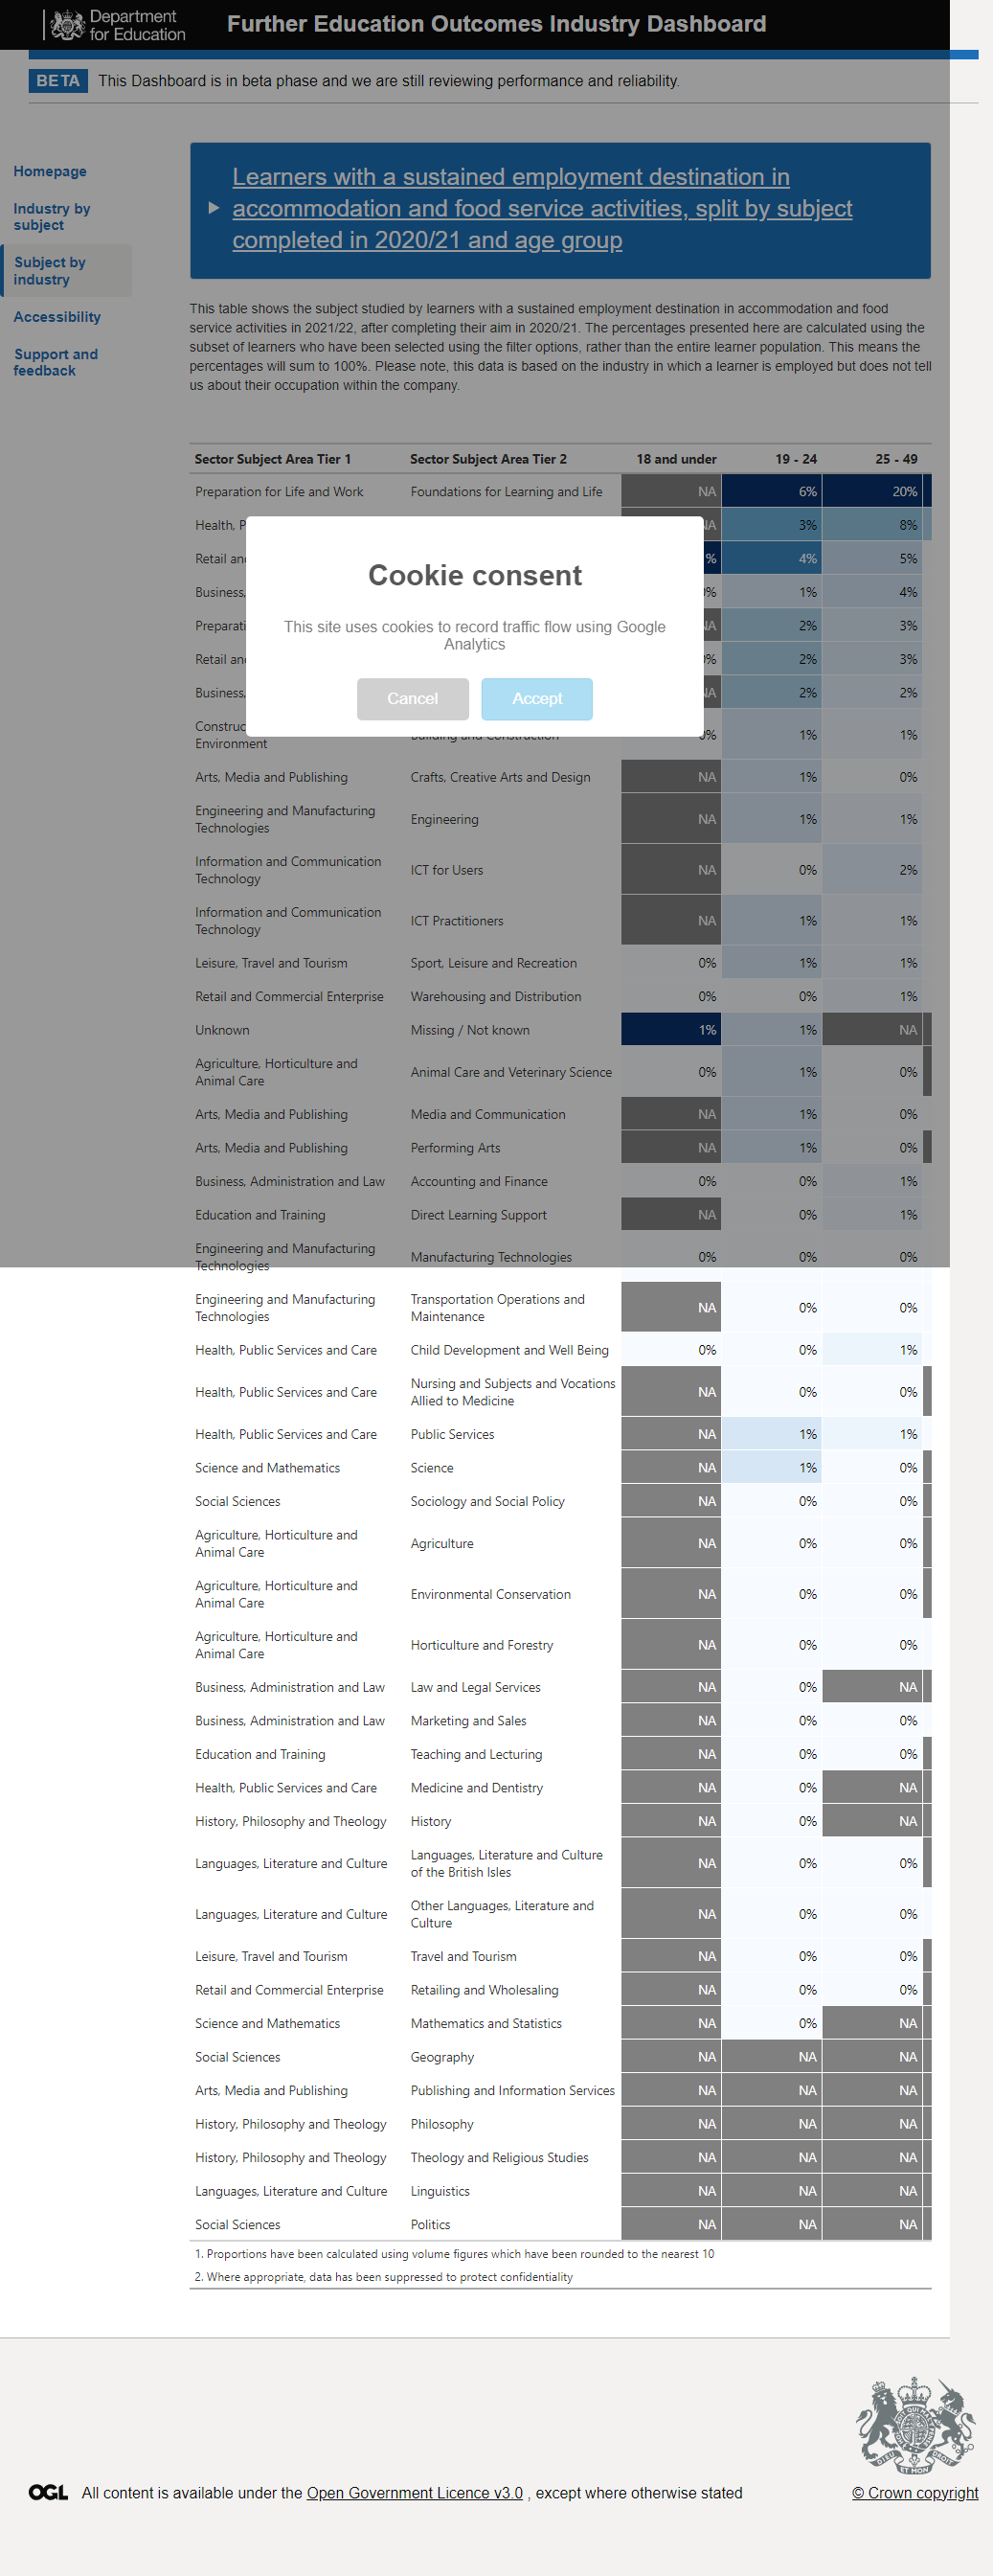 Department
for Education
Further Education Outcomes Industry Dashboard
BETA This Dashboard is in beta phase and we are still reviewing performance and reliability.
Homepage
Industry by
subject
Subject by
industry
Accessibility
Support and
feedback
Learners with a sustained employment destination in
accommodation and food service activities, split by subject
completed in 2020/21 and age group
This table shows the subject studied by learners with a sustained employment destination in accommodation and food
service activities in 2021/22, after completing their aim in 2020/21. The percentages presented here are calculated using the
subset of learners who have been selected using the filter options, rather than the entire learner population. This means the
percentages will sum to 100%. Please note, this data is based on the industry in which a learner is employed but does not tell
us about their occupation within the company.
Sector Subject Area Tier 1 Sector Subject Area Tier 2 18 and under 19 - 24 25 - 49
Preparation for Life and Work Foundations for Learning and Life NA 6% 20%
Health, 3% 8%
Retail 4% 5%
Business, 1% 4%
2% 3%
Retail 2% 3%
Business, 2% 2%
1% 1%
Environment
Cookie consent
This site uses cookies to record traffic flow using Google
Analytics
Cancel Accept
Arts, Media and Publishing Crafts, Creative Arts and Design NA 1% 0%
Engineering and Manufacturing
Technologies Engineering NA 1% 1%
Information and Communication
Technology ICT for Users NA 0% 2%
Information and Communication
Technology ICT Practitioners NA 1% 1%
Leisure, Travel and Tourism Sport, Leisure and Recreation 0% 1% 1%
Retail and Commercial Enterprise Warehousing and Distribution 0% 0% 1%
Unknown Missing / Not known 1% 1% NA
Agriculture, Horticulture and
Animal Care Animal Care and Veterinary Science 0% 1% 0%
Arts, Media and Publishing Media and Communication NA 1% 0%
Arts, Media and Publishing Performing Arts NA 1% 0%
Business, Administration and Law Accounting and Finance 0% 0% 1%
Education and Training Direct Learning Support NA 0% 1%
Engineering and Manufacturing
Technologies Manufacturing Technologies 0% 0% 0%
Engineering and Manufacturing
Technologies Transportation Operations and
Maintenance NA 0% 0%
Health, Public Services and Care Child Development and Well Being 0% 0% 1%
Health, Public Services and Care Nursing and Subjects and Vocations
Allied to Medicine NA 0% 0%
Health, Public Services and Care Public Services NA 1% 1%
Science and Mathematics Science NA 1% 0%
Social Sciences Sociology and Social Policy NA 0% 0%
Agriculture, Horticulture and
Animal Care Agriculture NA 0% 0%
Agriculture, Horticulture and
Animal Care Environmental Conservation NA 0% 0%
Agriculture, Horticulture and
Animal Care Horticulture and Forestry NA 0% 0%
Business, Administration and Law Law and Legal Services NA 0% NA
Business, Administration and Law Marketing and Sales NA 0% 0%
Education and Training Teaching and Lecturing NA 0% 0%
Health, Public Services and Care Medicine and Dentistry NA 0% NA
History, Philosophy and Theology History NA 0% NA
Languages, Literature and Culture Languages, Literature and Culture
of the British Isles NA 0% 0%
Languages, Literature and Culture Other Languages, Literature and
Culture NA 0% 0%
Leisure, Travel and Tourism Travel and Tourism NA 0% 0%
Retail and Commercial Enterprise Retailing and Wholesaling NA 0% 0%
Science and Mathematics Mathematics and Statistics NA 0% NA
Social Sciences Geography NA NA NA
Arts, Media and Publishing Publishing and Information Services NA NA NA
History, Philosophy and Theology Philosophy NA NA NA
History, Philosophy and Theology Theology and Religious Studies NA NA NA
Languages, Literature and Culture Linguistics NA NA NA
Social Sciences Politics NA NA NA
1. Proportions have been calculated using volume figures which have been rounded to the nearest 10
2. Where appropriate, data has been suppressed to protect confidentiality
OGL All content is available under the Open Government Licence v3.0 , except where otherwise stated
© Crown copyright